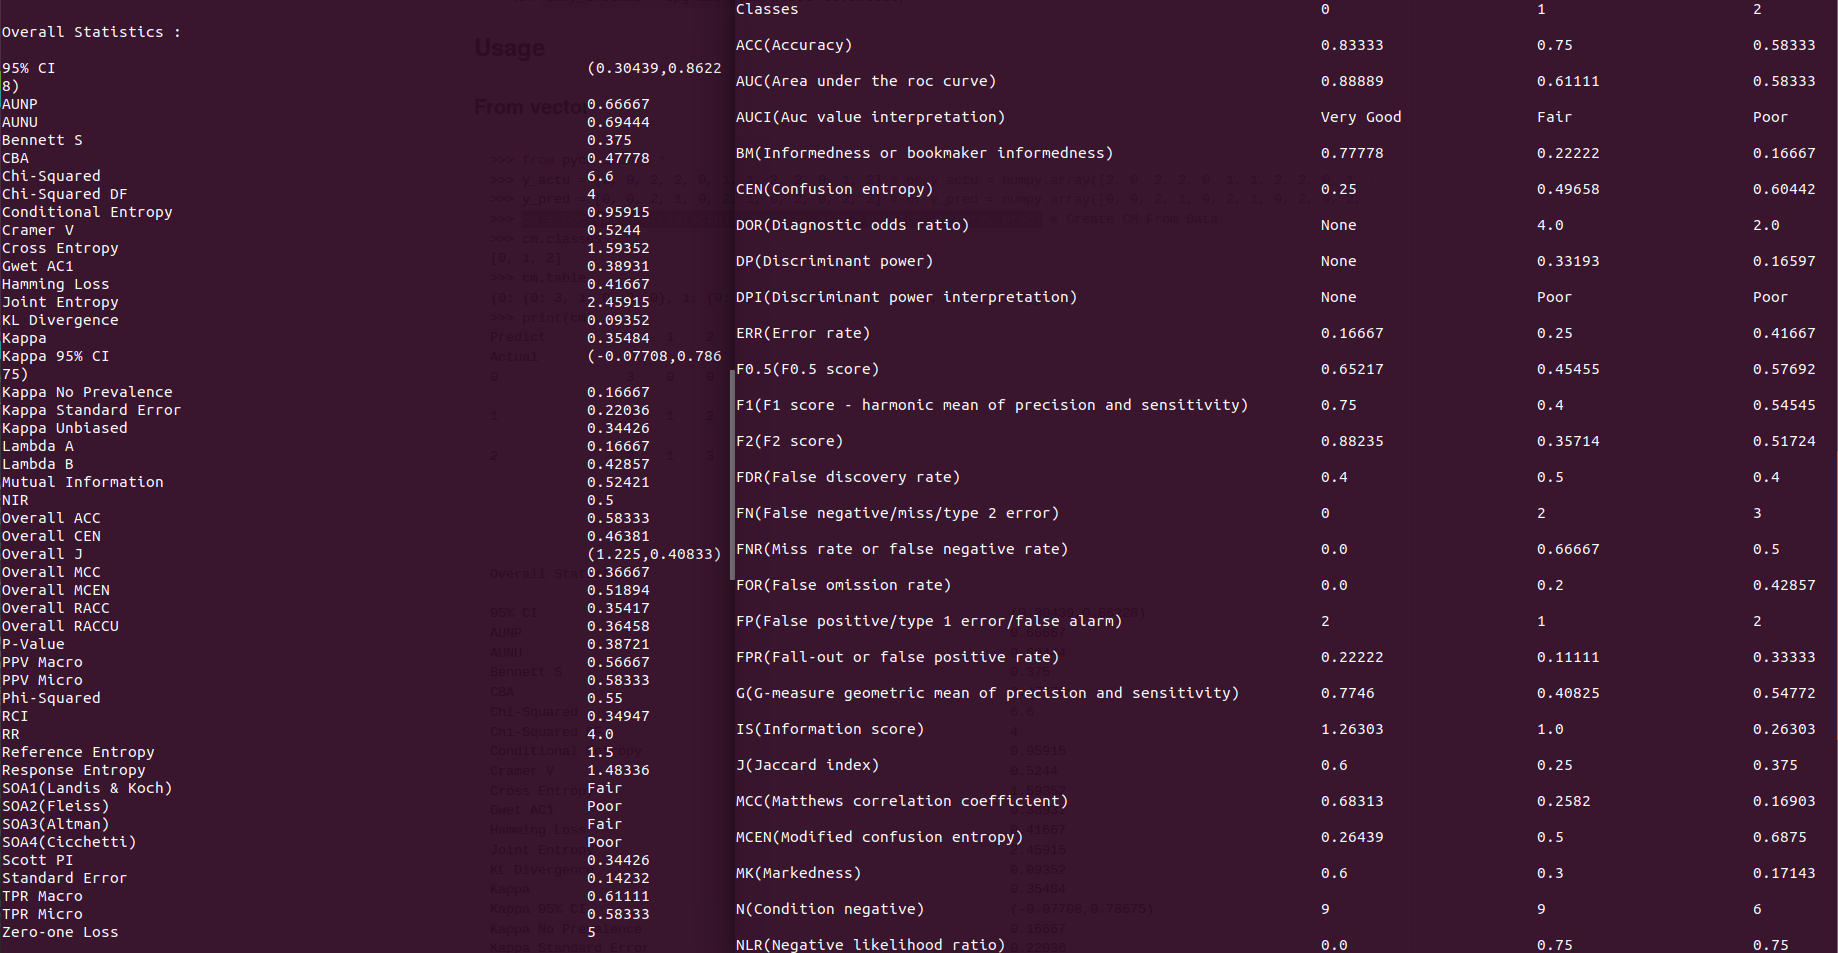 Overall Statistics :
95% CI (0.30439,0.8622
8)
AUNP 0.66667
AUNU 0.69444
Bennett S 0.375
CBA 0.47778
Chi-Squared 6.6
Chi-Squared DF 4
Conditional Entropy 0.95915
Cramer V 0.5244
Cross Entropy 1.59352
Gwet AC1 0.38931
Hamming Loss 0.41667
Joint Entropy 2.45915
KL Divergence 0.09352
Kappa 0.35484
Kappa 95% CI (-0.07708,0.786
75)
Kappa No Prevalence 0.16667
Kappa Standard Error 0.22036
Kappa Unbiased 0.34426
Lambda A 0.16667
Lambda B 0.42857
Mutual Information 0.52421
NIR 0.5
Overall ACC 0.58333
Overall CEN 0.46381
Overall J (1.225,0.40833)
Overall MCC 0.36667
Overall MCEN 0.51894
Overall RACC 0.35417
Overall RACCU 0.36458
P-Value 0.38721
PPV Macro 0.56667
PPV Micro 0.58333
Phi-Squared 0.55
RCI 0.34947
RR 4.0
Reference Entropy 1.5
Response Entropy 1.48336
SOA1(Landis & Koch) Fair
SOA2(Fleiss) Poor
SOA3(Altman) Fair
SOA4(Cicchetti) Poor
Scott PI 0.34426
Standard Error 0.14232
TPR Macro 0.61111
TPR Micro 0.58333
Zero-one Loss 5
Classes 0 1 2
ACC(Accuracy) 0.83333 0.75 0.58333
AUC(Area under the roc curve) 0.88889 0.61111 0.58333
AUCI(Auc value interpretation) Very Good Fair Poor
BM(Informedness or bookmaker informedness) 0.77778 0.22222 0.16667
CEN(Confusion entropy) 0.25 0.49658 0.60442
DOR(Diagnostic odds ratio) None 4.0 2.0
DP(Discriminant power) None 0.33193 0.16597
DPI(Discriminant power interpretation) None Poor Poor
ERR(Error rate) 0.16667 0.25 0.41667
F0.5(F0.5 score) 0.65217 0.45455 0.57692
F1(F1 score - harmonic mean of precision and sensitivity) 0.75 0.4 0.54545
F2(F2 score) 0.88235 0.35714 0.51724
FDR(False discovery rate) 0.4 0.5 0.4
FN(False negative/miss/type 2 error) 0 2 3
FNR(Miss rate or false negative rate) 0.0 0.66667 0.5
FOR(False omission rate) 0.0 0.2 0.42857
FP(False positive/type 1 error/false alarm) 2 1 2
FPR(Fall-out or false positive rate) 0.22222 0.11111 0.33333
G(G-measure geometric mean of precision and sensitivity) 0.7746 0.40825 0.54772
IS(Information score) 1.26303 1.0 0.26303
J(Jaccard index) 0.6 0.25 0.375
MCC(Matthews correlation coefficient) 0.68313 0.2582 0.16903
MCEN(Modified confusion entropy) 0.26439 0.5 0.6875
MK(Markedness) 0.6 0.3 0.17143
N(Condition negative) 9 9 6
NLR(Negative likelihood ratio) 0.0 0.75 0.75
Usage